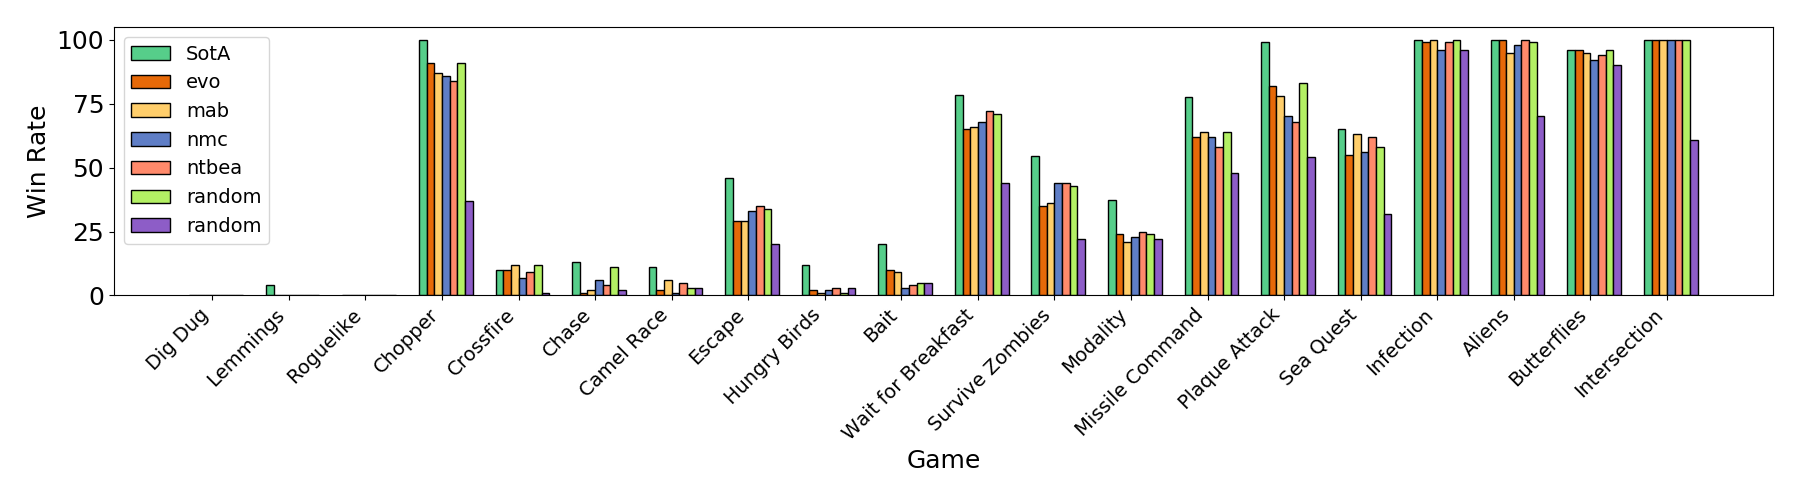 100
75
50
25
0
Win Rate
SotA
evo
mab
nmc
ntbea
random
random
Dig Dug
Lemmings
Roguelike
Chopper
Crossfire
Chase
Camel Race
Escape
Hungry Birds
Bait
Wait for Breakfast
Survive Zombies
Modality
Missile Command
Plaque Attack
Sea Quest
Infection
Aliens
Butterflies
Intersection
Game